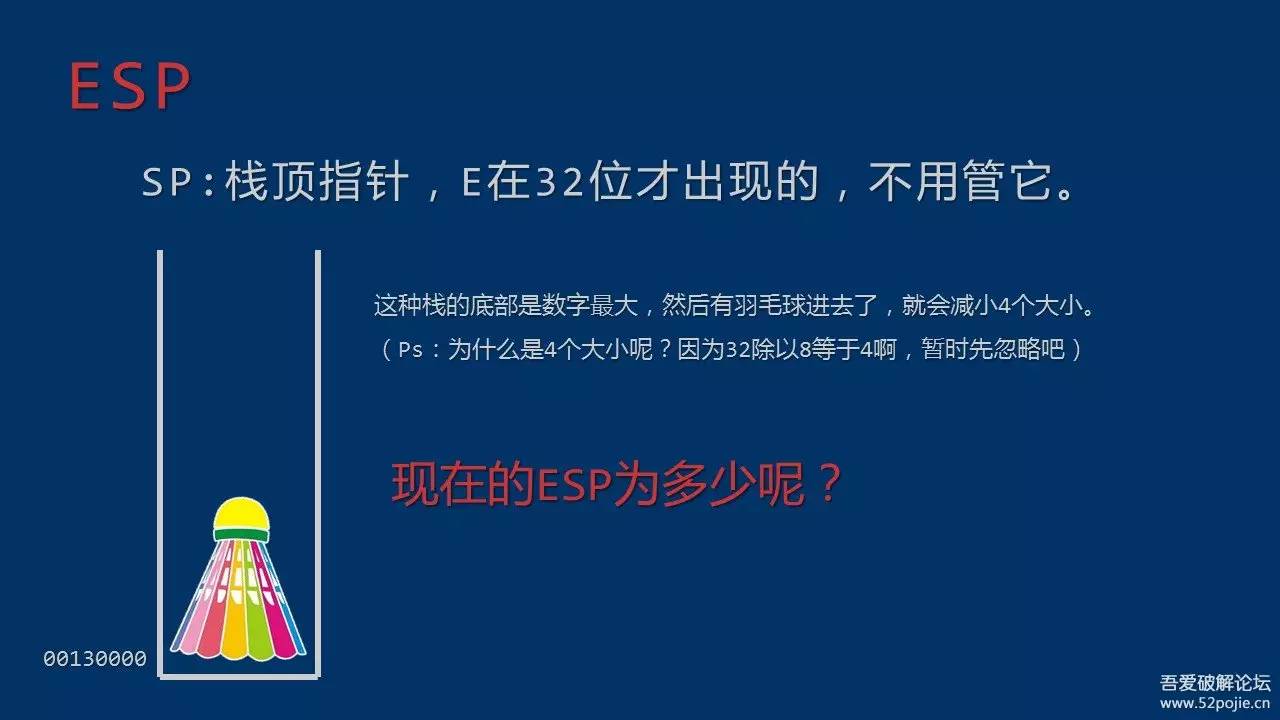 ESP
SP:栈顶指针，E在32位才出现的，不用管它。
这种栈的底部是数字最大，然后有羽毛球进去了，就会减小4个大小。
（Ps：为什么是4个大小呢？因为32除以8等于4啊，暂时先忽略吧）
现在的ESP为多少呢？
00130000
吾爱破解论坛
www.52pojie.cn